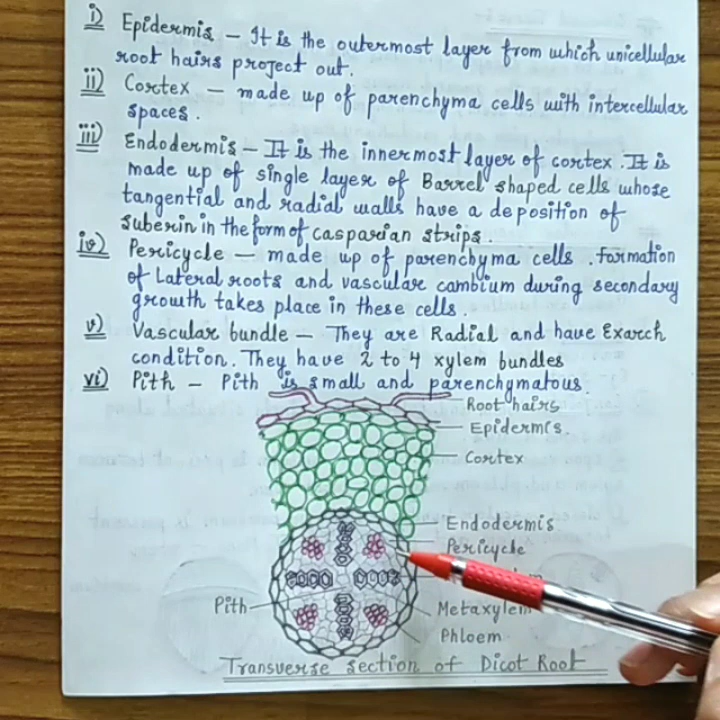 i) Epidermis – It is the outermost layer from which unicellular
root hairs project out.
ii) Cortex – made up of parenchyma cells with intercellular
spaces.
iii) Endodermis – It is the innermost layer of cortex. It is
made up of single layer of Barrel shaped cells whose
tangential and radial walls have a deposition of
suberin in the form of casparian strips.
iv) Pericycle – made up of parenchyma cells. Formation
of Lateral roots and vascular cambium during secondary
growth takes place in these cells.
v) Vascular bundle – They are Radial and have Exarch
condition. They have 2 to 4 xylem bundles
vi) Pith – Pith is small and parenchymatous.
Root hairs
Epidermis.
Cortex
Endodermis
Pericycle
Pith
Metaxylem
Phloem
Transverse section of Dicot Root